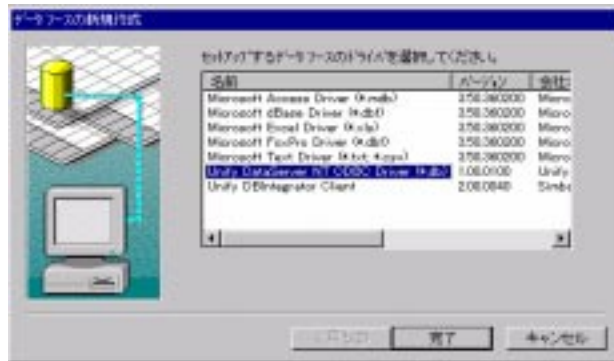 データソースの新規作成
セットアップするデータソースのドライバを選択してください。
名前 バージョン 会社
Microsoft Access Driver (*.mdb) 3.50.360200 Micro
Microsoft dBase Driver (*.dbf) 3.50.360200 Micro
Microsoft Excel Driver (*.xls) 3.50.360200 Micro
Microsoft FoxPro Driver (*.dbf) 3.50.360200 Micro
Microsoft Text Driver (*.txt; *.csv) 3.50.360200 Micro
Unify DataServer NT ODBC Driver (*.db) 1.00.0100 Unify
Unify DBIntegrator Client 2.00.0040 Simba
完了 キャンセル